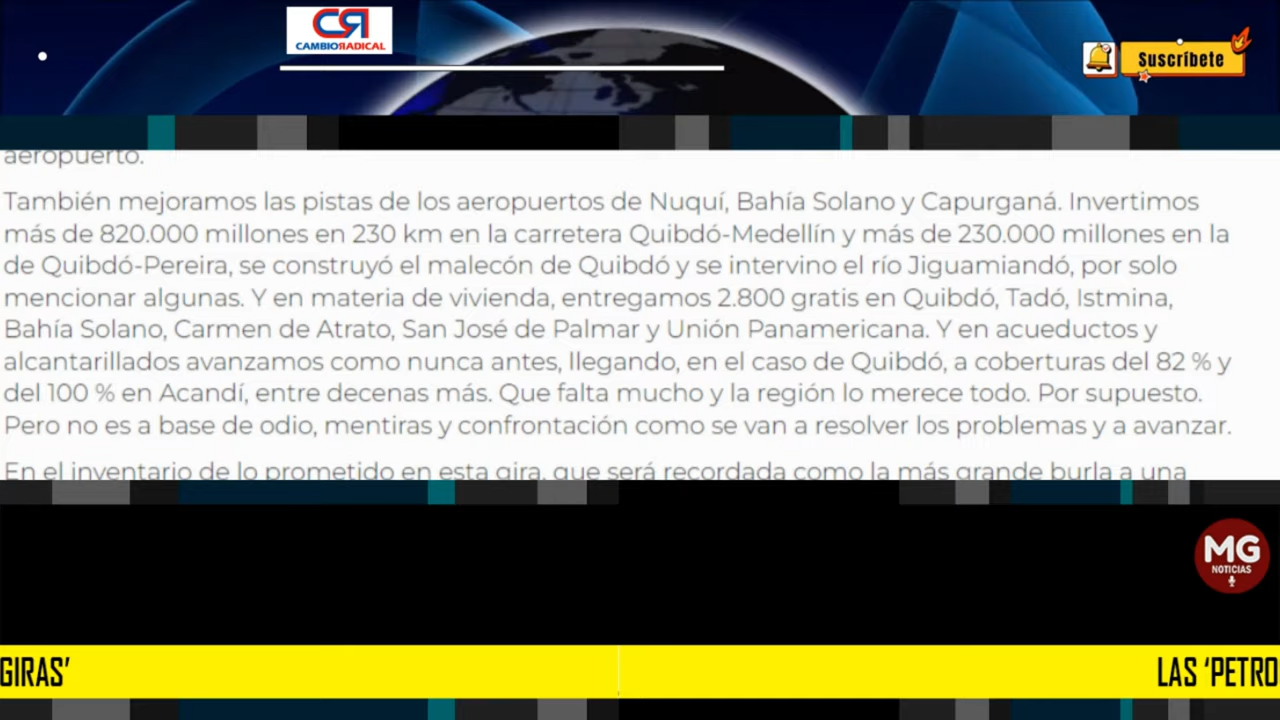 CR
CAMBIO RADICAL
Suscríbete
aeropuerto.
También mejoramos las pistas de los aeropuertos de Nuquí, Bahía Solano y Capurganá. Invertimos
más de 820.000 millones en 230 km en la carretera Quibdó-Medellín y más de 230.000 millones en la
de Quibdó-Pereira, se construyó el malecón de Quibdó y se intervino el río Jiguamiandó, por solo
mencionar algunas. Y en materia de vivienda, entregamos 2.800 gratis en Quibdó, Tadó, Istmina,
Bahía Solano, Carmen de Atrato, San José de Palmar y Unión Panamericana. Y en acueductos y
alcantarillados avanzamos como nunca antes, llegando, en el caso de Quibdó, a coberturas del 82 % y
del 100 % en Acandí, entre decenas más. Que falta mucho y la región lo merece todo. Por supuesto.
Pero no es a base de odio, mentiras y confrontación como se van a resolver los problemas y a avanzar.
En el inventario de lo prometido en esta gira, que será recordada como la más grande burla a una
MG
NOTICIAS
GIRAS’ LAS ‘PETRO